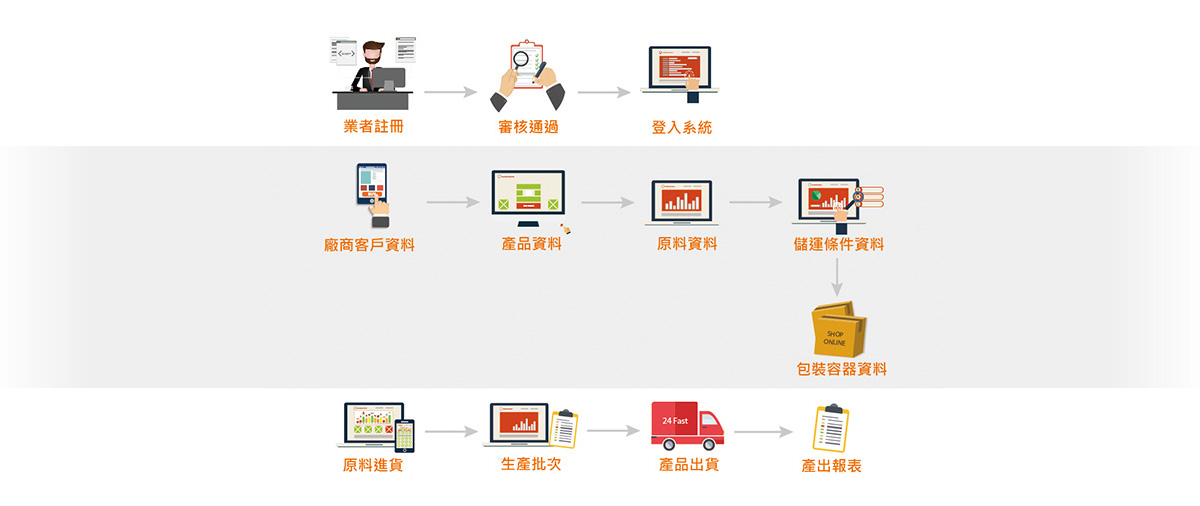 業者註冊
審核通過
登入系統
廠商客戶資料
產品資料
原料資料
儲運條件資料
SHOP
ONLINE
包裝容器資料
24 Fast
原料進貨
生產批次
產品出貨
產出報表